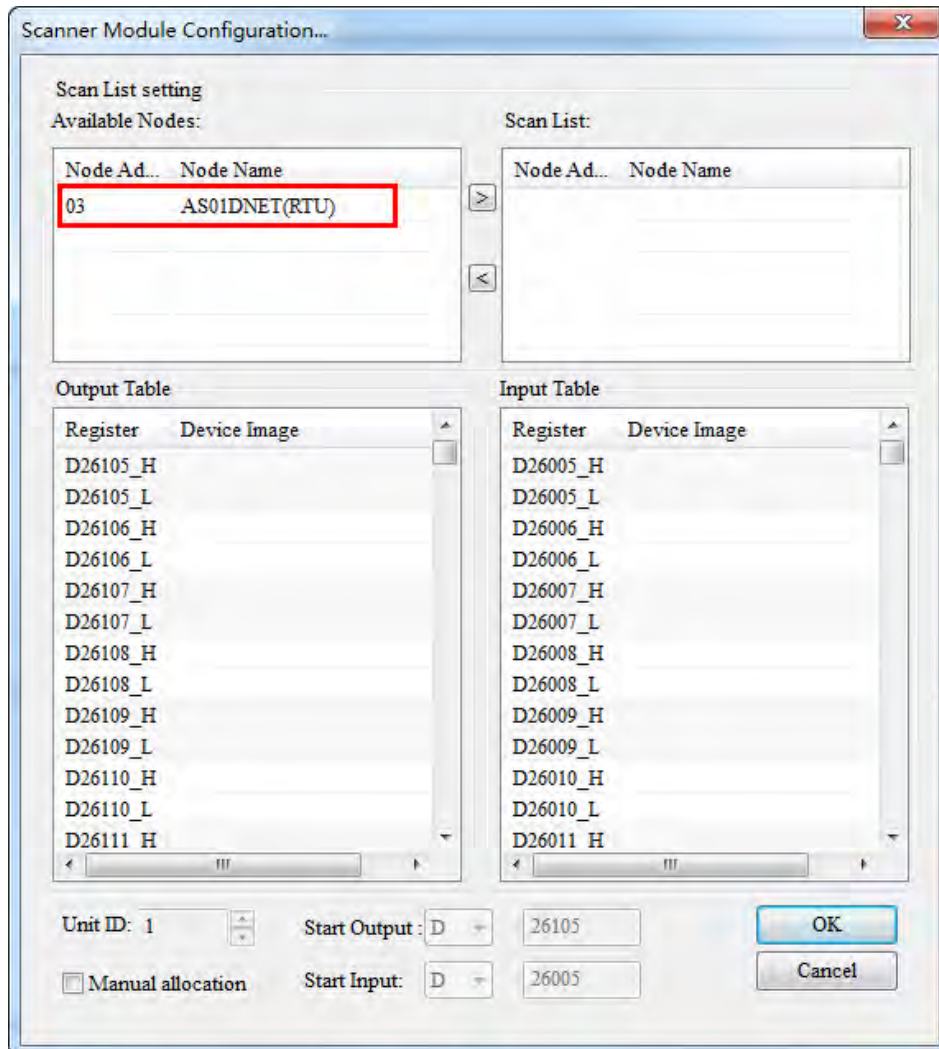 Scanner Module Configuration...
Scan List setting
Available Nodes:
Scan List:
Node Ad... Node Name
Node Ad... Node Name
03 AS01DNET(RTU)
>
<
Output Table
Input Table
Register Device Image
Register Device Image
D26105_H
D26005_H
D26105_L
D26005_L
D26106_H
D26006_H
D26106_L
D26006_L
D26107_H
D26007_H
D26107_L
D26007_L
D26108_H
D26008_H
D26108_L
D26008_L
D26109_H
D26009_H
D26109_L
D26009_L
D26110_H
D26010_H
D26110_L
D26010_L
D26111_H
D26011_H
Unit ID: 1
Start Output : D 26105
OK
Manual allocation
Start Input: D 26005
Cancel